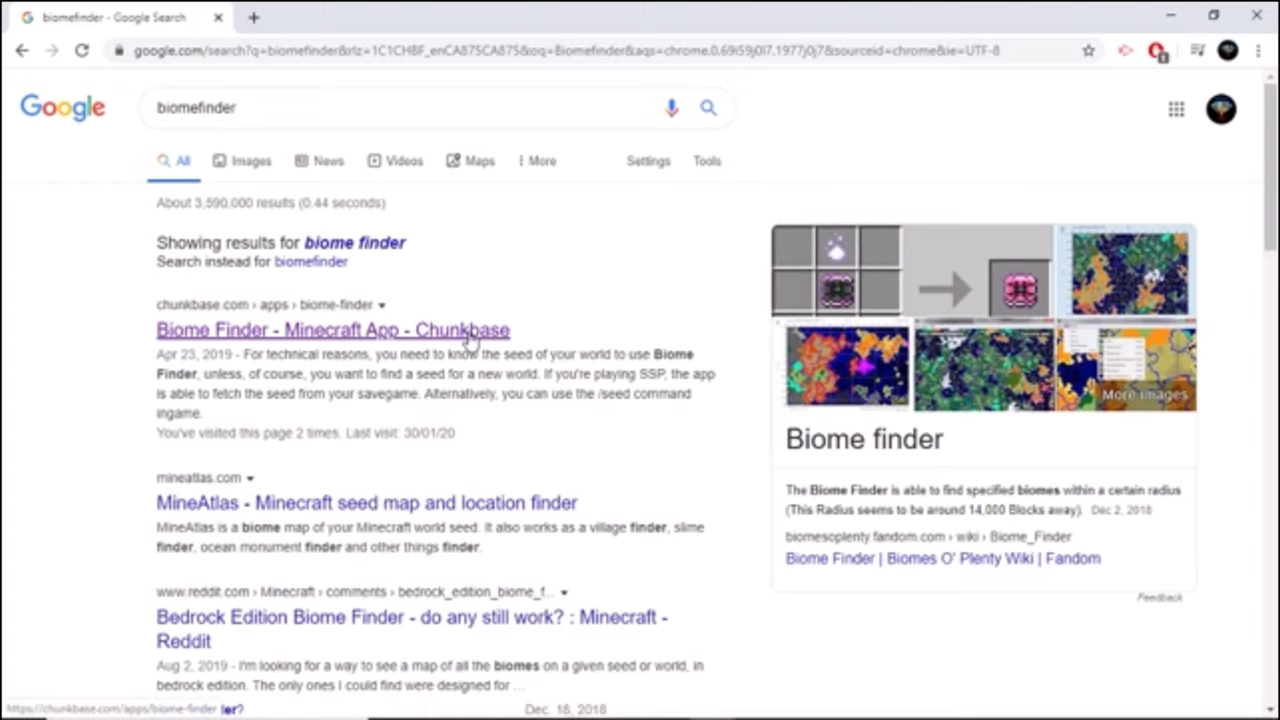 biomefinder - Google Search
google.com/search?q=biomefinder&rlz=1C1CHBF_enCA875CA875&oq=Biomefinder&aqs=chrome.0.69i59j0l7.1977j0j7&sourceid=chrome&ie=UTF-8
Google
biomefinder
All Images News Videos Maps More Settings Tools
About 3,590,000 results (0.44 seconds)
Showing results for biome finder
Search instead for biomefinder
chunkbase.com › apps › biome-finder
Biome Finder - Minecraft App - Chunkbase
Apr 23, 2019 - For technical reasons, you need to know the seed of your world to use Biome
Finder, unless, of course, you want to find a seed for a new world. If you're playing SSP, the app
is able to fetch the seed from your savegame. Alternatively, you can use the /seed command
ingame.
You've visited this page 2 times. Last visit: 30/01/20
mineatlas.com
MineAtlas - Minecraft seed map and location finder
MineAtlas is a biome map of your Minecraft world seed. It also works as a village finder, slime
finder, ocean monument finder and other things finder.
www.reddit.com › Minecraft › comments › bedrock_edition_biome_f...
Bedrock Edition Biome Finder - do any still work? : Minecraft -
Reddit
Aug 2, 2019 - I'm looking for a way to see a map of all the biomes on a given seed or world, in
bedrock edition. The only ones I could find were designed for ...
https://chunkbase.com/apps/biome-finder ler?
Dec. 18, 2018
More images
Biome finder
The Biome Finder is able to find specified biomes within a certain radius
(This Radius seems to be around 14,000 Blocks away). Dec 2, 2018
biomesoplenty.fandom.com › wiki › Biome_Finder
Biome Finder | Biomes O' Plenty Wiki | Fandom
Feedback